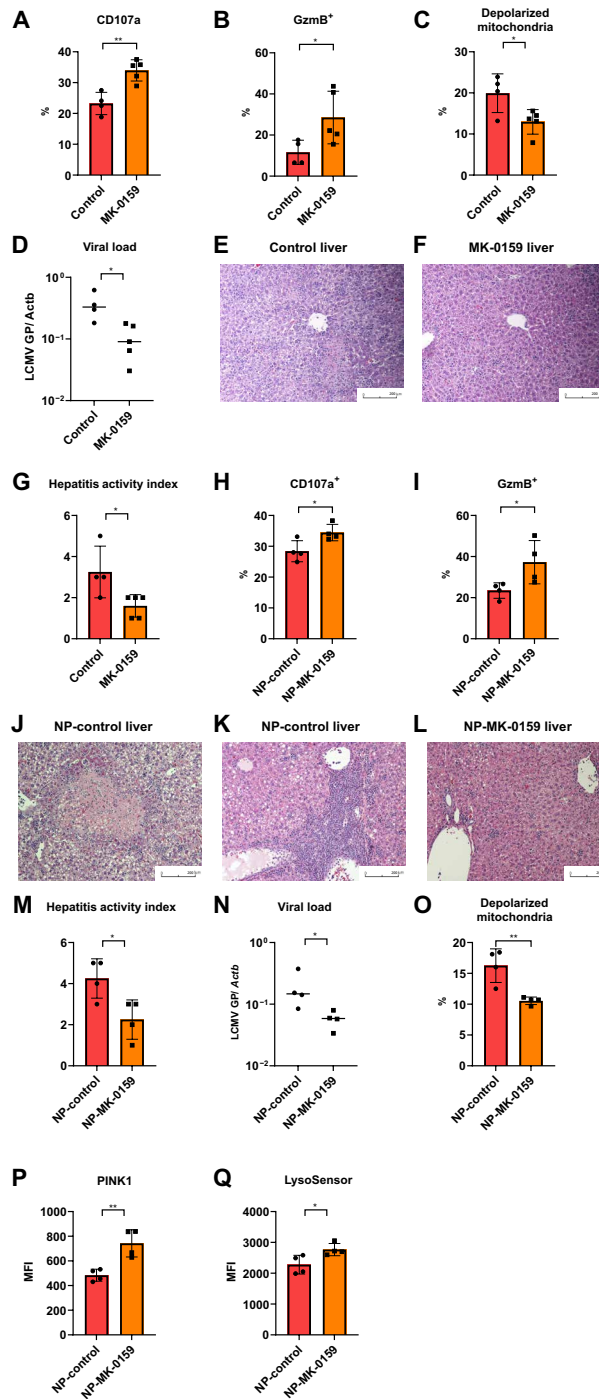 A
CD107a
**
40
30
20
10
0
%
Control
MK-0159
B
GzmB+
*
60
40
20
0
%
Control
MK-0159
C
Depolarized
mitochondria
*
30
20
10
0
%
Control
MK-0159
D
Viral load
*
10⁰
10⁻¹
10⁻²
LCMV GP/ Actb
Control
MK-0159
E
Control liver
F
MK-0159 liver
G
Hepatitis activity index
*
6
4
2
0
Control
MK-0159
H
CD107a+
*
40
30
20
10
0
%
NP-control
NP-MK-0159
I
GzmB+
*
60
40
20
0
%
NP-control
NP-MK-0159
J
NP-control liver
K
NP-control liver
L
NP-MK-0159 liver
M
Hepatitis activity index
*
6
4
2
0
NP-control
NP-MK-0159
N
Viral load
*
10⁰
10⁻¹
10⁻²
LCMV GP/ Actb
NP-control
NP-MK-0159
O
Depolarized
mitochondria
**
20
15
10
5
0
%
NP-control
NP-MK-0159
P
PINK1
**
1000
800
600
400
200
0
MFI
NP-control
NP-MK-0159
Q
LysoSensor
*
4000
3000
2000
1000
0
MFI
NP-control
NP-MK-0159